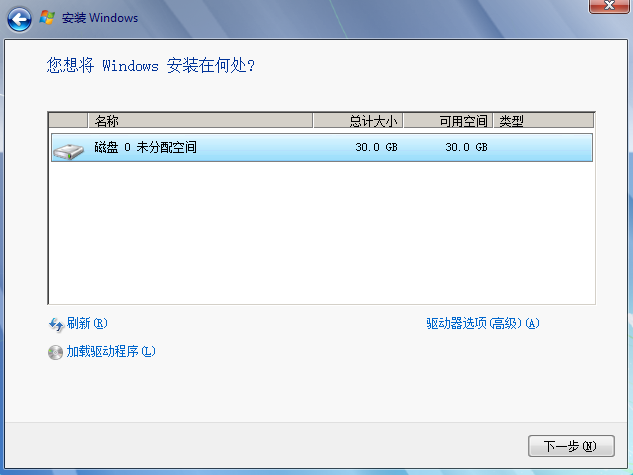 安装 Windows
您想将 Windows 安装在何处?
名称 总计大小 可用空间 类型
磁盘 0 未分配空间 30.0 GB 30.0 GB
刷新(R) 驱动器选项(高级)(A)
加载驱动程序(L)
下一步(N)